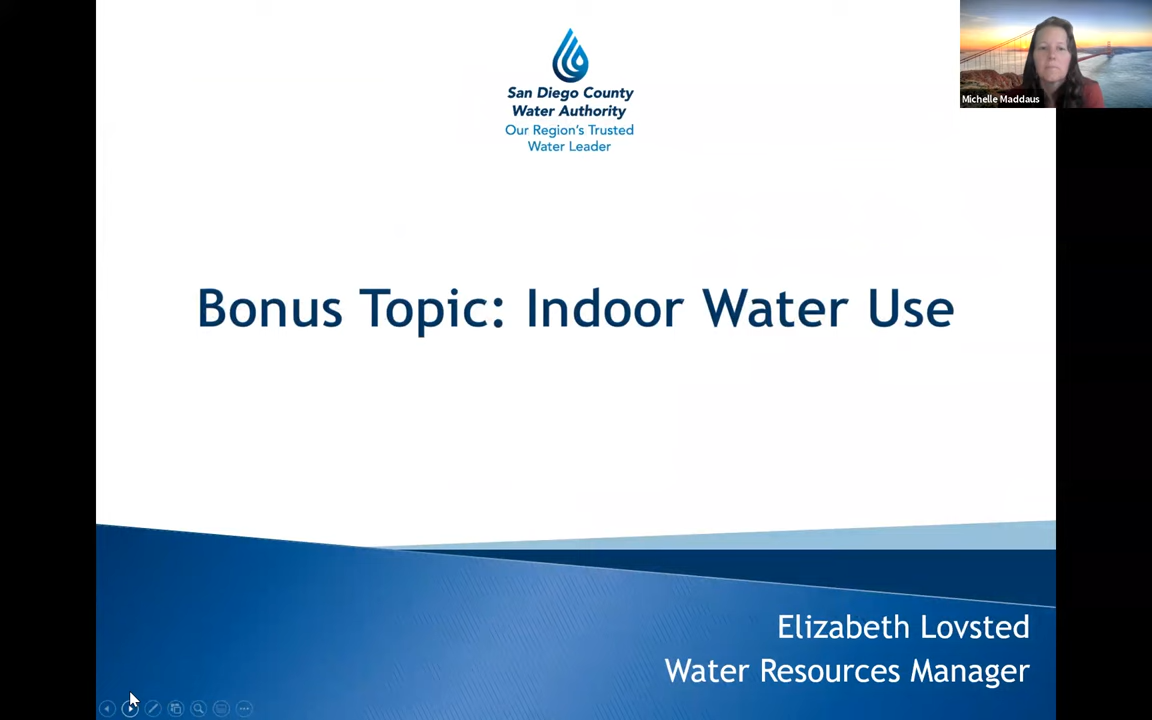 San Diego County
Water Authority
Our Region's Trusted
Water Leader
Michelle Maddaus
Bonus Topic: Indoor Water Use
Elizabeth Lovsted
Water Resources Manager